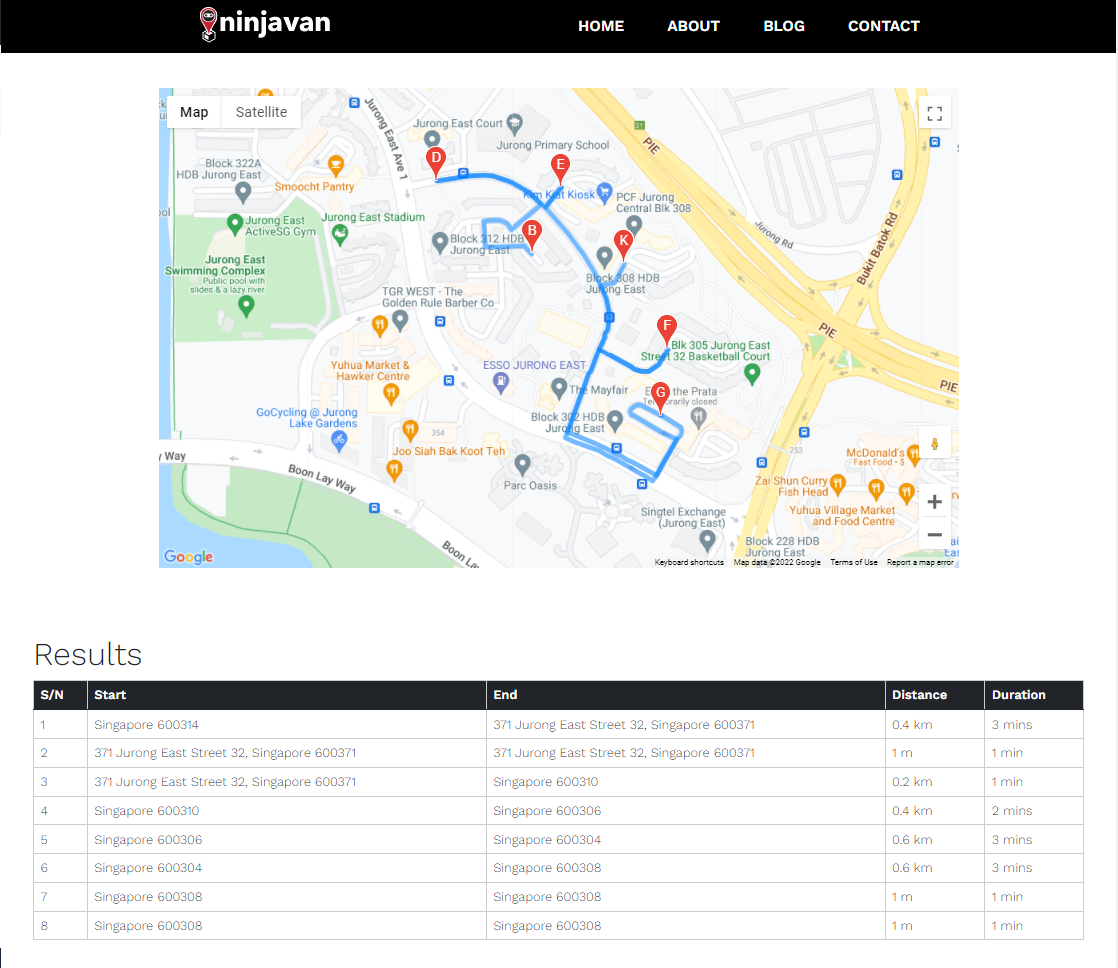 ninjavan
HOME ABOUT BLOG CONTACT
Map Satellite
Jurong East Ave 1
Jurong East Court
Jurong Primary School
PIE
Block 322A
HDB Jurong East
Smoocht Pantry
D
E
Kim Kiat Kiosk
PCF Jurong
Central Blk 308
Jurong East
ActiveSG Gym
Jurong East Stadium
B
K
Jurong Rd
Bukit Batok Rd
Block 312 HDB
Jurong East
Jurong East
Swimming Complex
Public pool with
slides & a lazy river
Block 308 HDB
Jurong East
TGR WEST - The
Golden Rule Barber Co
F
PIE
Blk 305 Jurong East
Street 32 Basketball Court
Yuhua Market &
Hawker Centre
ESSO JURONG EAST
The Mayfair
G
the Prata
PIE
GoCycling @ Jurong
Lake Gardens
Block 302 HDB
Jurong East
354
Joo Siah Bak Koot Teh
253
McDonald's
Fast Food • $
y Way
Boon Lay Way
Parc Oasis
Zai Shun Curry
Fish Head
Singtel Exchange
(Jurong East)
Yuhua Village Market
and Food Centre
Block 228 HDB
Jurong East
Boon Lay
Google
Keyboard shortcuts Map data ©2022 Google Terms of Use Report a map error
Results
S/N Start End Distance Duration
1 Singapore 600314 371 Jurong East Street 32, Singapore 600371 0.4 km 3 mins
2 371 Jurong East Street 32, Singapore 600371 371 Jurong East Street 32, Singapore 600371 1 m 1 min
3 371 Jurong East Street 32, Singapore 600371 Singapore 600310 0.2 km 1 min
4 Singapore 600310 Singapore 600306 0.4 km 2 mins
5 Singapore 600306 Singapore 600304 0.6 km 3 mins
6 Singapore 600304 Singapore 600308 0.6 km 3 mins
7 Singapore 600308 Singapore 600308 1 m 1 min
8 Singapore 600308 Singapore 600308 1 m 1 min